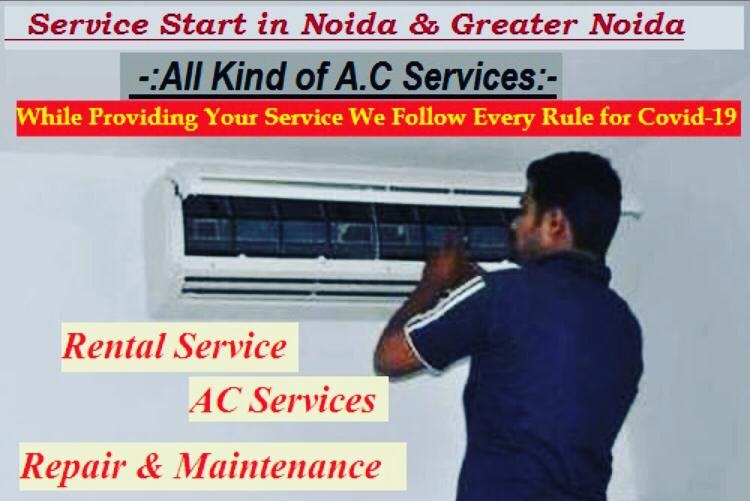 Service Start in Noida & Greater Noida
-:All Kind of A.C Services:-
While Providing Your Service We Follow Every Rule for Covid-19
Rental Service
AC Services
Repair & Maintenance